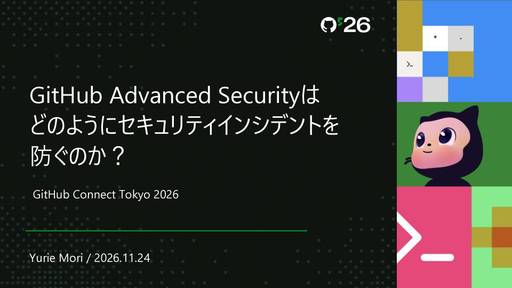 '26
GitHub Advanced Securityは
どのようにセキュリティインシデントを
防ぐのか？
GitHub Connect Tokyo 2026
Yurie Mori / 2026.11.24